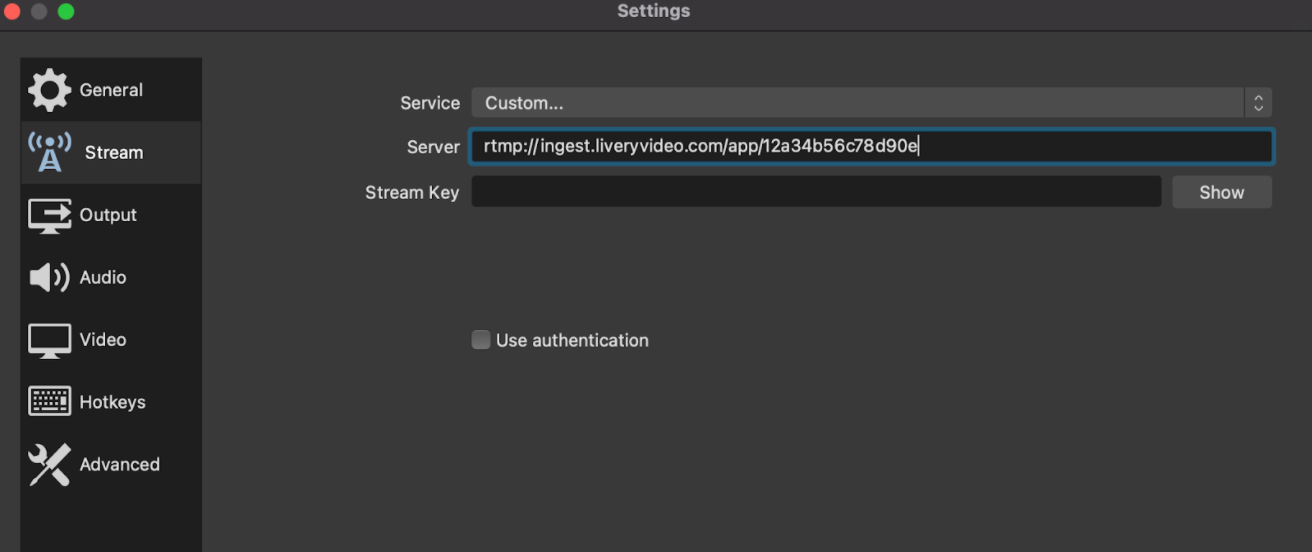 Settings
General
Stream
Output
Audio
Video
Hotkeys
Advanced
Service Custom...
Server rtmp://ingest.liveryvideo.com/app/12a34b56c78d90e
Stream Key Show
Use authentication